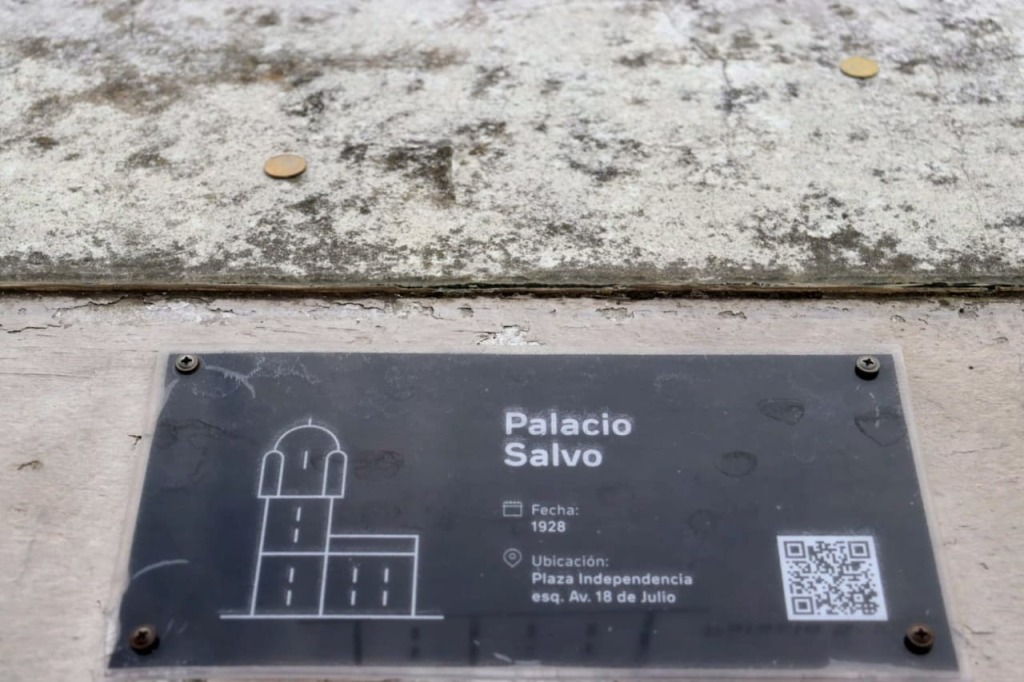 Palacio
Salvo
Fecha:
1928
Ubicación:
Plaza Independencia
esq. Av. 18 de Julio